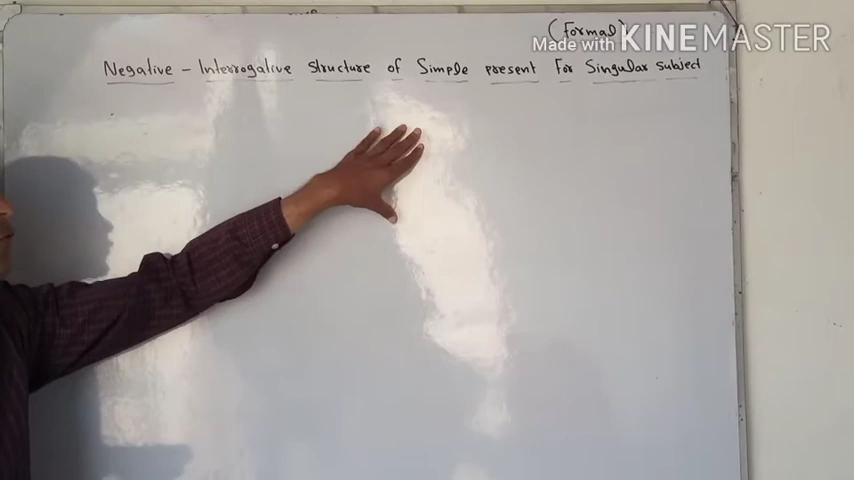 (Formal)
Made with KINEMASTER
Negative - Interrogative Structure of Simple present For Singular subject